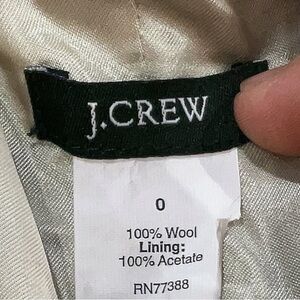 J.CREW
0
100% Wool
Lining:
100% Acetate
RN77388